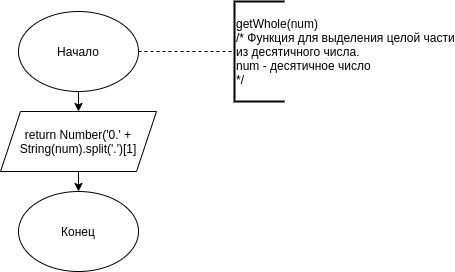 Начало
getWhole(num)
/* Функция для выделения целой части
из десятичного числа.
num - десятичное число
*/
return Number('0.' +
String(num).split('.')[1]
Конец